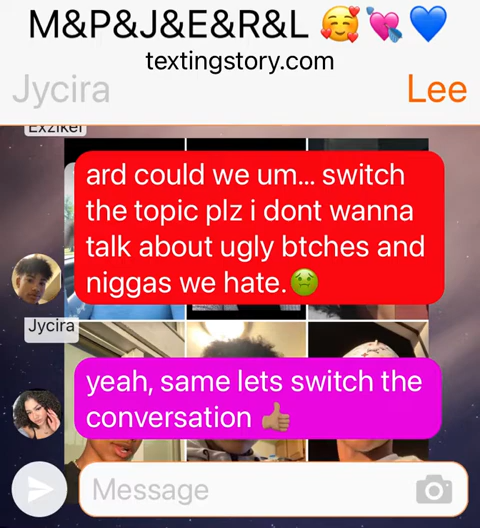 M&P&J&E&R&L 🥰💘💙
textingstory.com
Jycira Lee
Exziker
ard could we um... switch
the topic plz i dont wanna
talk about ugly btches and
niggas we hate.🤢
Jycira
yeah, same lets switch the
conversation 👍🏽
Message